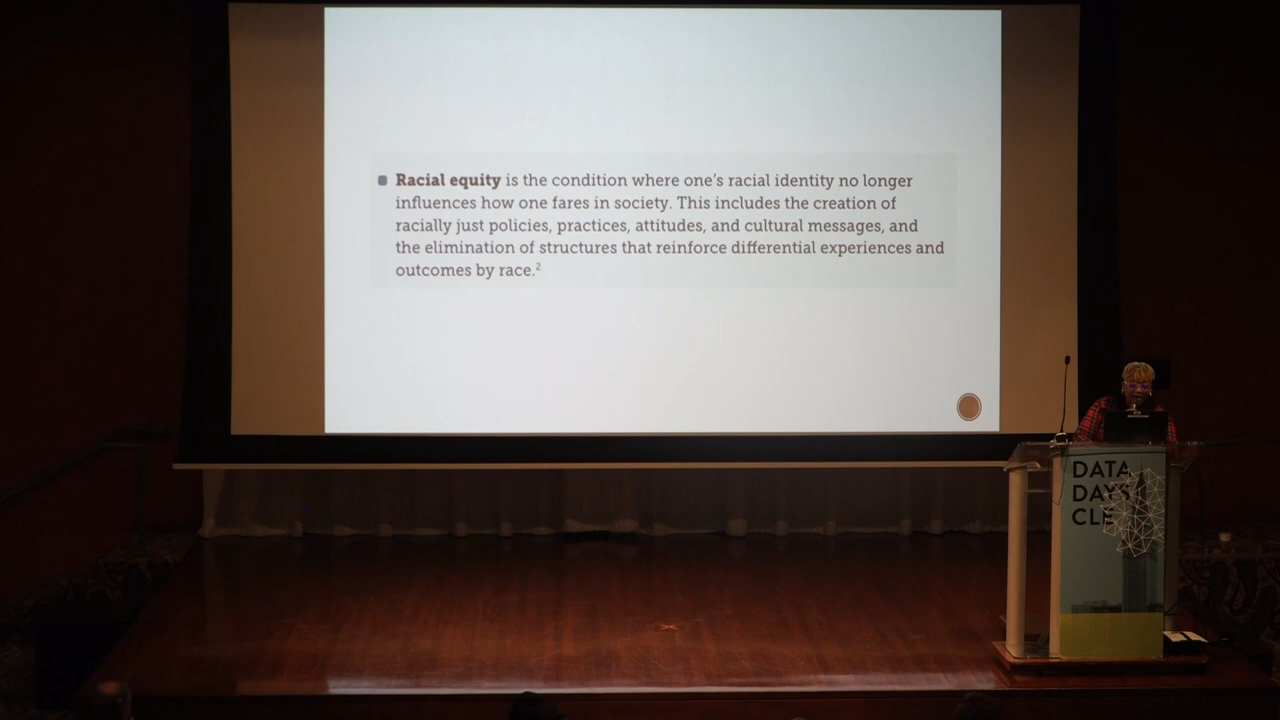 Racial equity is the condition where one's racial identity no longer
influences how one fares in society. This includes the creation of
racially just policies, practices, attitudes, and cultural messages, and
the elimination of structures that reinforce differential experiences and
outcomes by race.2
DATA
DAYS
CLE